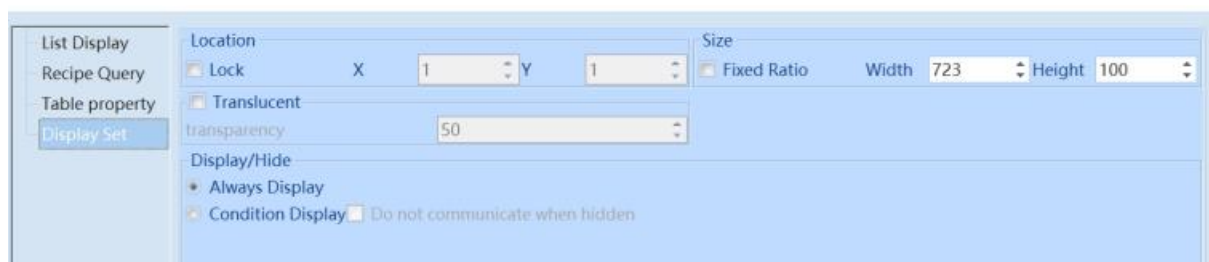 List Display
Recipe Query
Table property
Display Set
Location
Lock X 1 Y 1
Size
Fixed Ratio Width 723 Height 100
Translucent
transparency 50
Display/Hide
Always Display
Condition Display Do not communicate when hidden